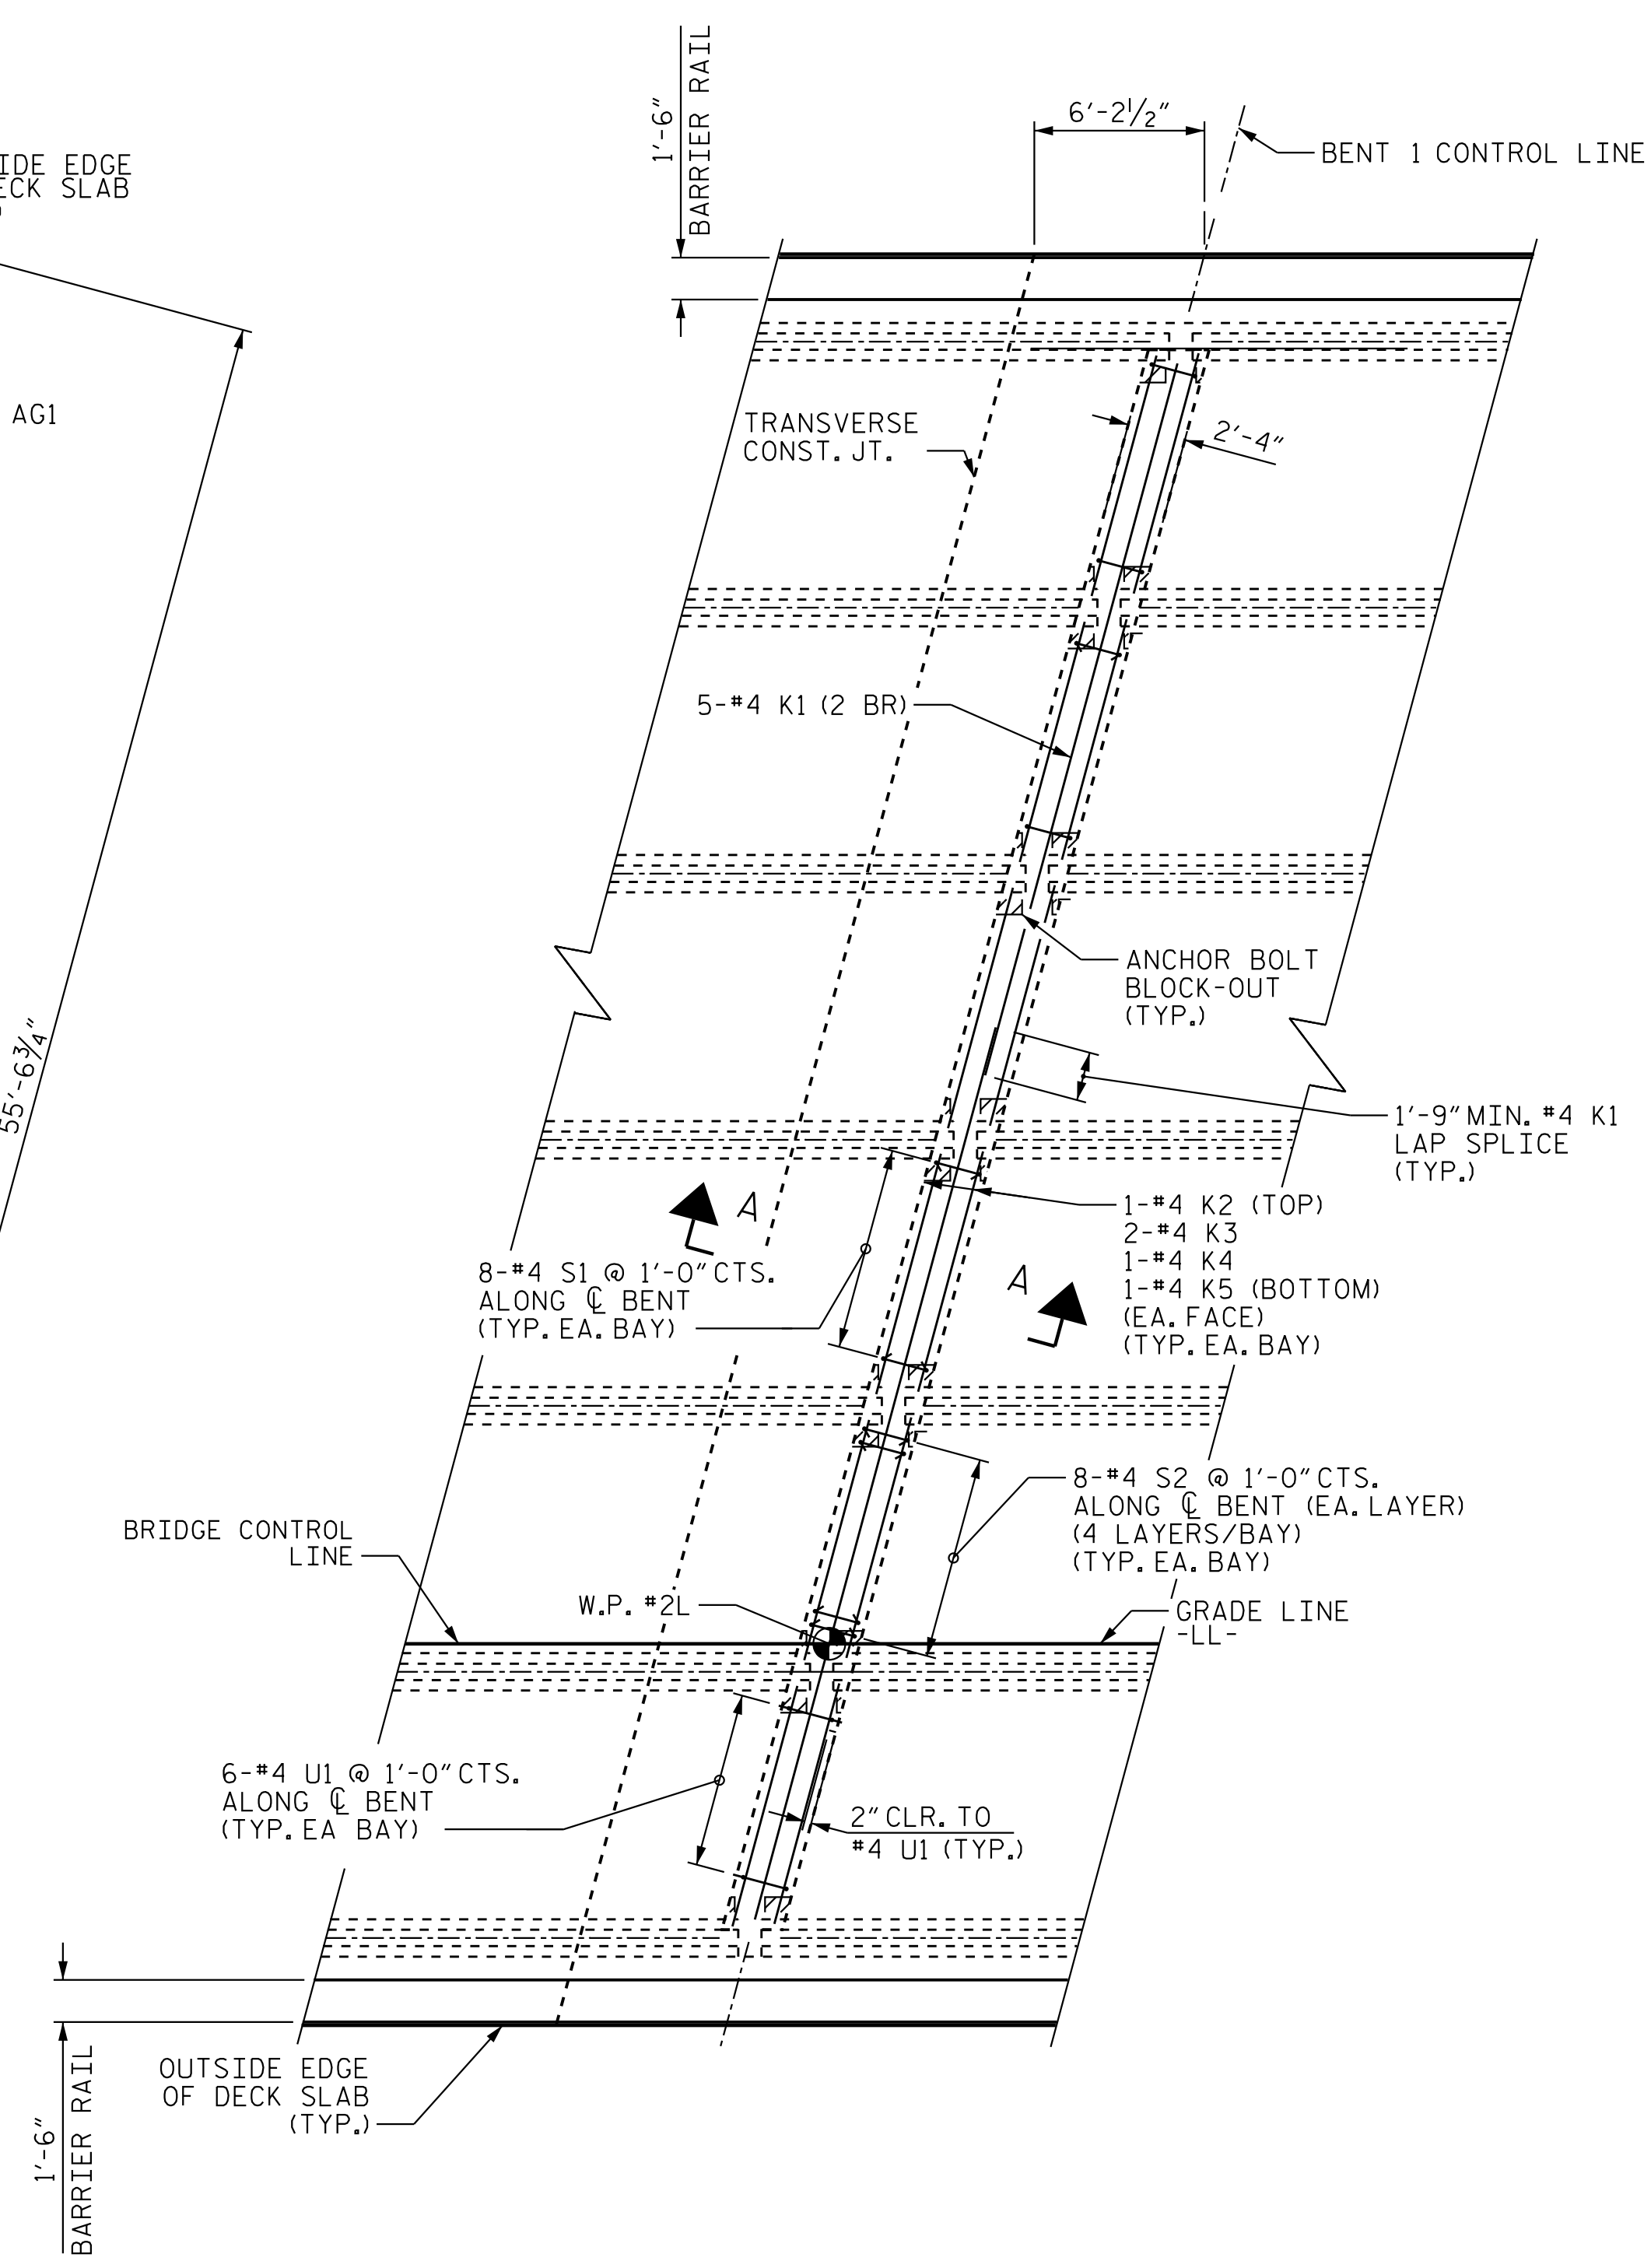 1'-6"
BARRIER RAIL
6'-2½"
BENT 1 CONTROL LINE
EDGE
SLAB
AG1
TRANSVERSE
CONST. JT.
2'-4"
5-#4 K1 (2 BR)
ANCHOR BOLT
BLOCK-OUT
(TYP.)
55'-6¾"
1'-9" MIN. #4 K1
LAP SPLICE
(TYP.)
A
1-#4 K2 (TOP)
2-#4 K3
1-#4 K4
1-#4 K5 (BOTTOM)
(EA. FACE)
(TYP. EA. BAY)
8-#4 S1 @ 1'-0" CTS.
ALONG ℄ BENT
(TYP. EA. BAY)
A
8-#4 S2 @ 1'-0" CTS.
ALONG ℄ BENT (EA. LAYER)
(4 LAYERS/BAY)
(TYP. EA. BAY)
BRIDGE CONTROL
LINE
W.P. #2L
GRADE LINE
-LL-
6-#4 U1 @ 1'-0" CTS.
ALONG ℄ BENT
(TYP. EA BAY)
2" CLR. TO
#4 U1 (TYP.)
OUTSIDE EDGE
OF DECK SLAB
(TYP.)
1'-6"
BARRIER RAIL